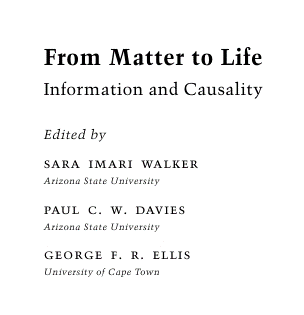 From Matter to Life
Information and Causality
Edited by
SARA IMARI WALKER
Arizona State University
PAUL C. W. DAVIES
Arizona State University
GEORGE F. R. ELLIS
University of Cape Town